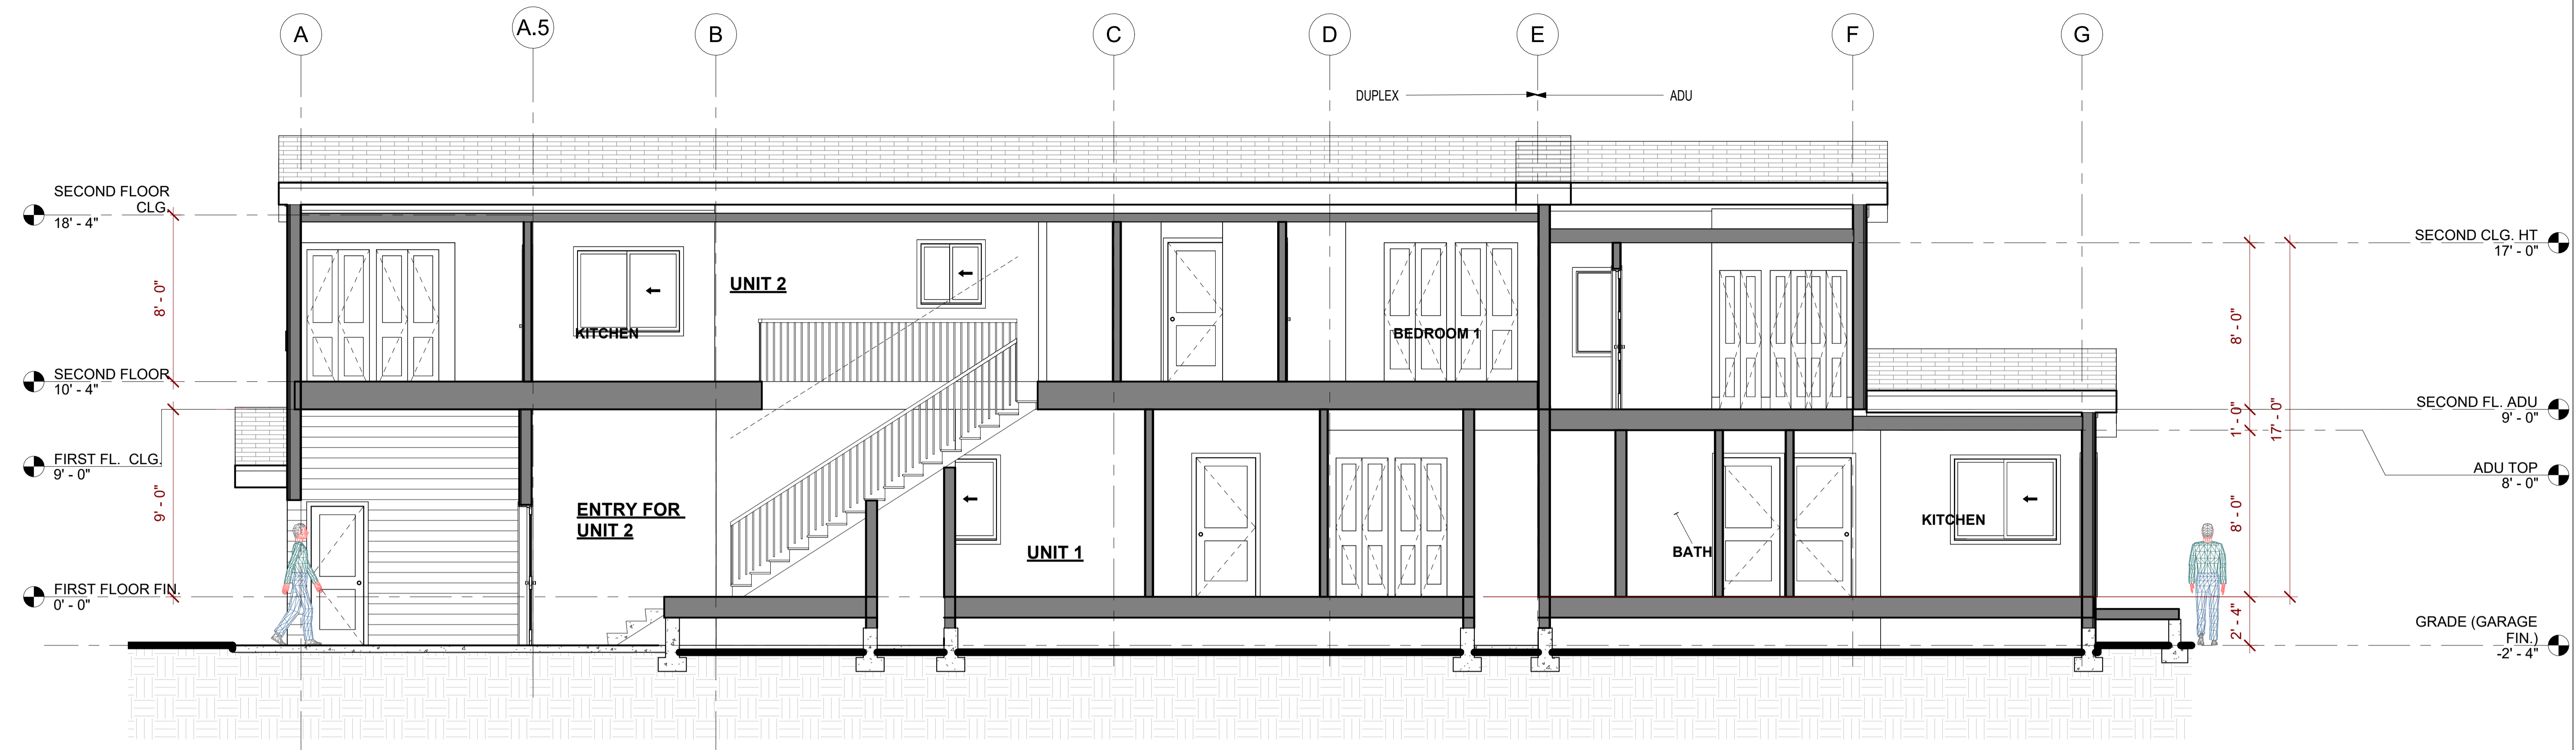 A
A.5
B
C
D
E
F
G
DUPLEX
ADU
SECOND FLOOR
CLG.
18' - 4"
SECOND FLOOR
10' - 4"
FIRST FL. CLG.
9' - 0"
FIRST FLOOR FIN.
0' - 0"
8' - 0"
9' - 0"
KITCHEN
UNIT 2
BEDROOM 1
ENTRY FOR
UNIT 2
UNIT 1
BATH
KITCHEN
8' - 0"
1' - 0"
17' - 0"
8' - 0"
2' - 4"
SECOND CLG. HT
17' - 0"
SECOND FL. ADU
9' - 0"
ADU TOP
8' - 0"
GRADE (GARAGE
FIN.)
-2' - 4"